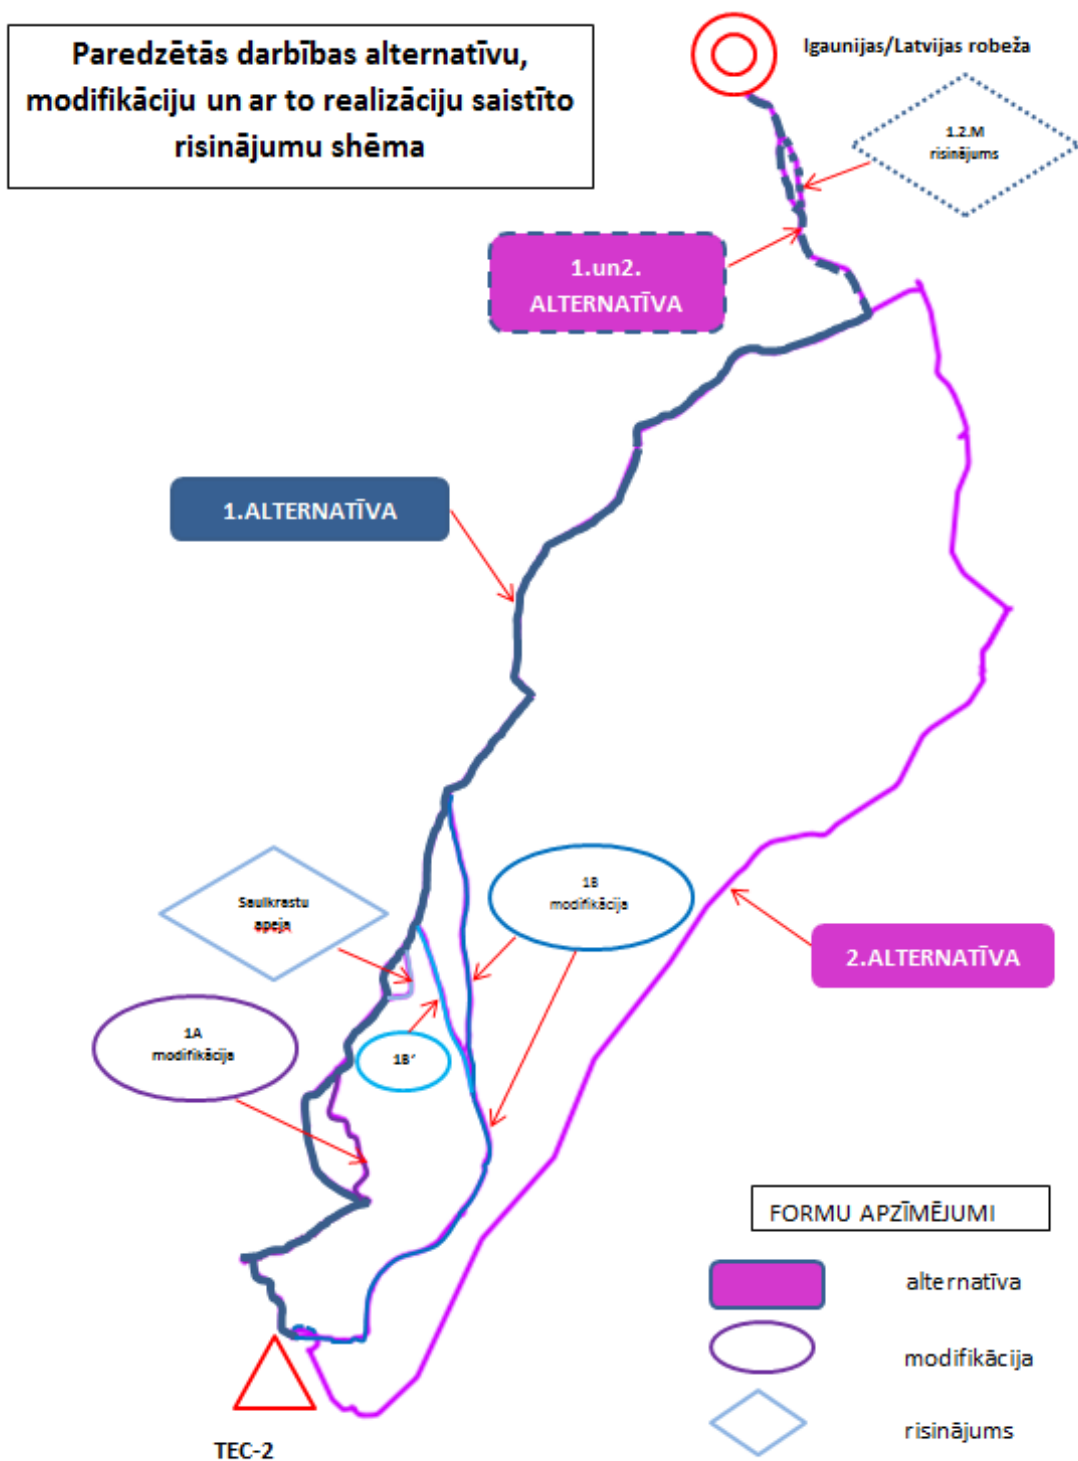 Paredzētās darbības alternatīvu,
modifikāciju un ar to realizāciju saistīto
risinājumu shēma
Igaunijas/Latvijas robeža
1.2.M
risinājums
1.un2.
ALTERNATĪVA
1.ALTERNATĪVA
Saulkrastu
apeja
1B
modifikācija
2.ALTERNATĪVA
1A
modifikācija
1B´
FORMU APZĪMĒJUMI
alternatīva
modifikācija
risinājums
TEC-2